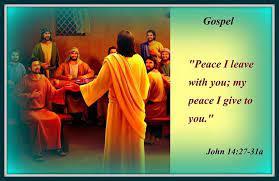 Gospel
"Peace I leave
with you; my
peace I give to
you."
John 14:27-31a